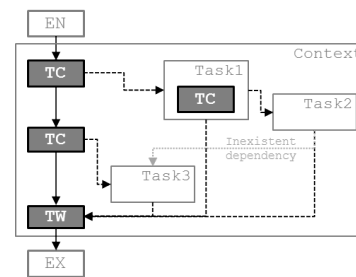 EN
Context
TC
Task1
TC
Task2
TC
Inexistent
dependency
Task3
TW
EX